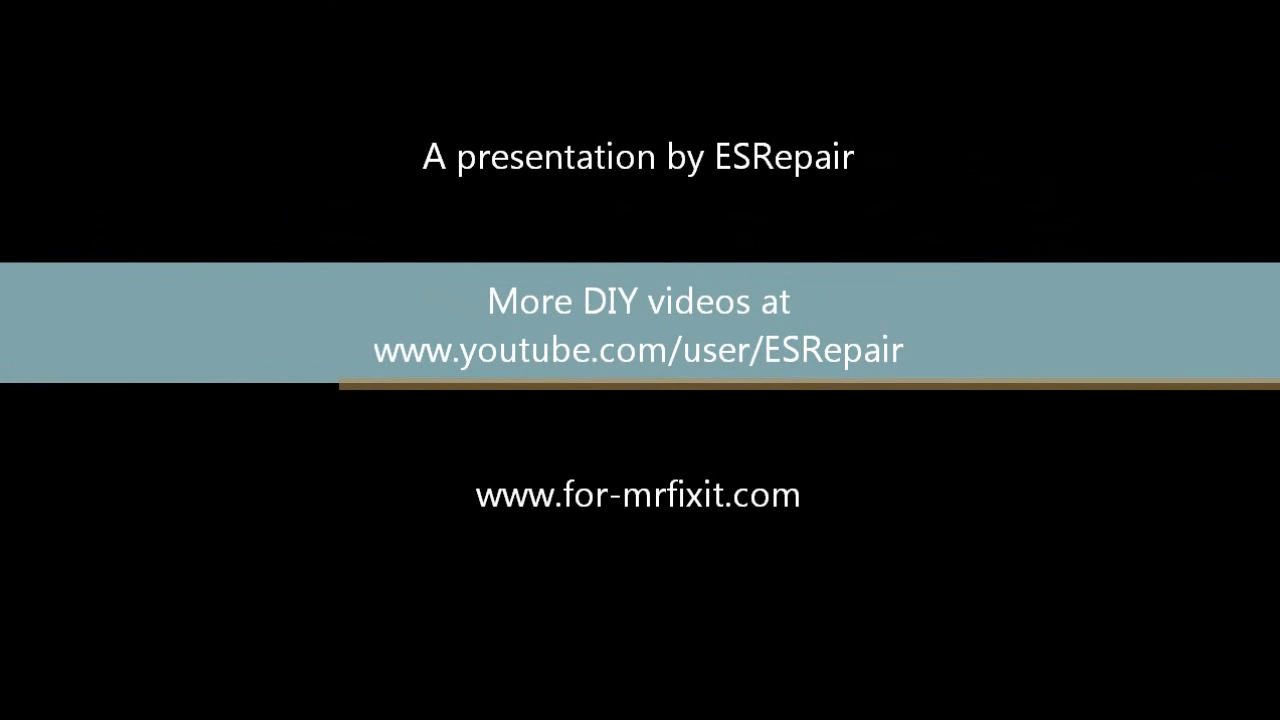 A presentation by ESRepair
More DIY videos at
www.youtube.com/user/ESRepair
www.for-mrfixit.com